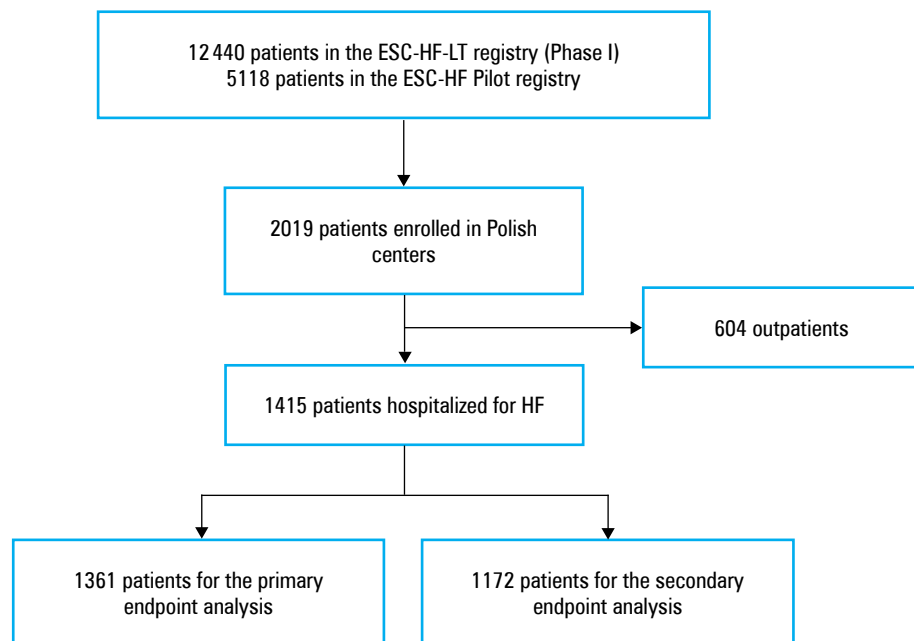 12 440 patients in the ESC-HF-LT registry (Phase I)
5118 patients in the ESC-HF Pilot registry
2019 patients enrolled in Polish
centers
604 outpatients
1415 patients hospitalized for HF
1361 patients for the primary
endpoint analysis
1172 patients for the secondary
endpoint analysis